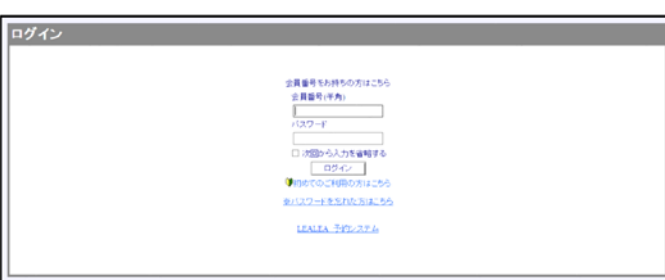 ログイン
会員番号をお持ちの方はこちら
会員番号(半角)
パスワード
次回から入力を省略する
ログイン
初めてのご利用の方はこちら
※パスワードを忘れた方はこちら
LEALEA 予約システム